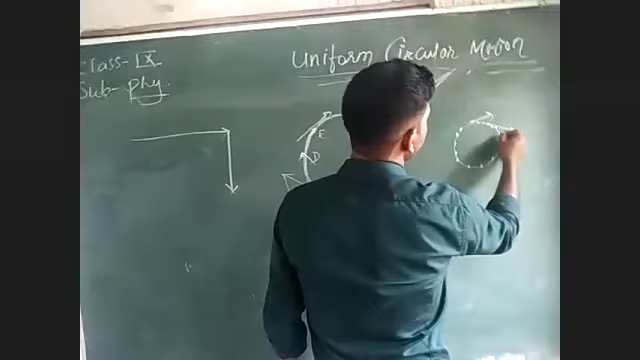 Class- IX
Sub- phy.
Uniform Circular Motion
E
D